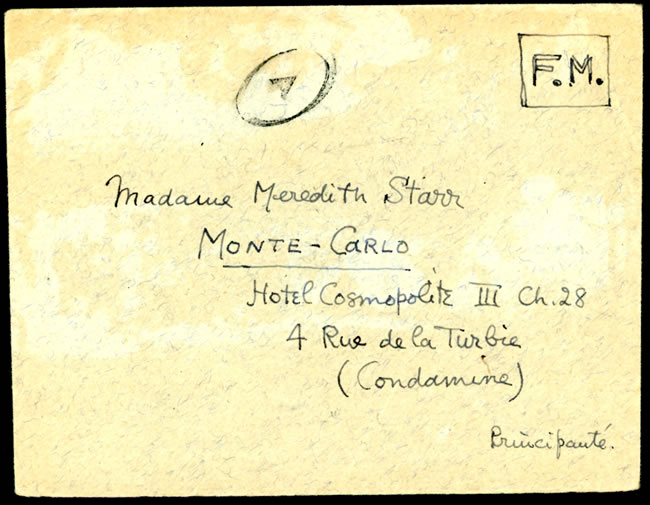 F.M.
A
Madame Meredith Starr
MONTE-CARLO
Hotel Cosmopolite III Ch.28
4 Rue de la Turbie
(Condamine)
Principauté.